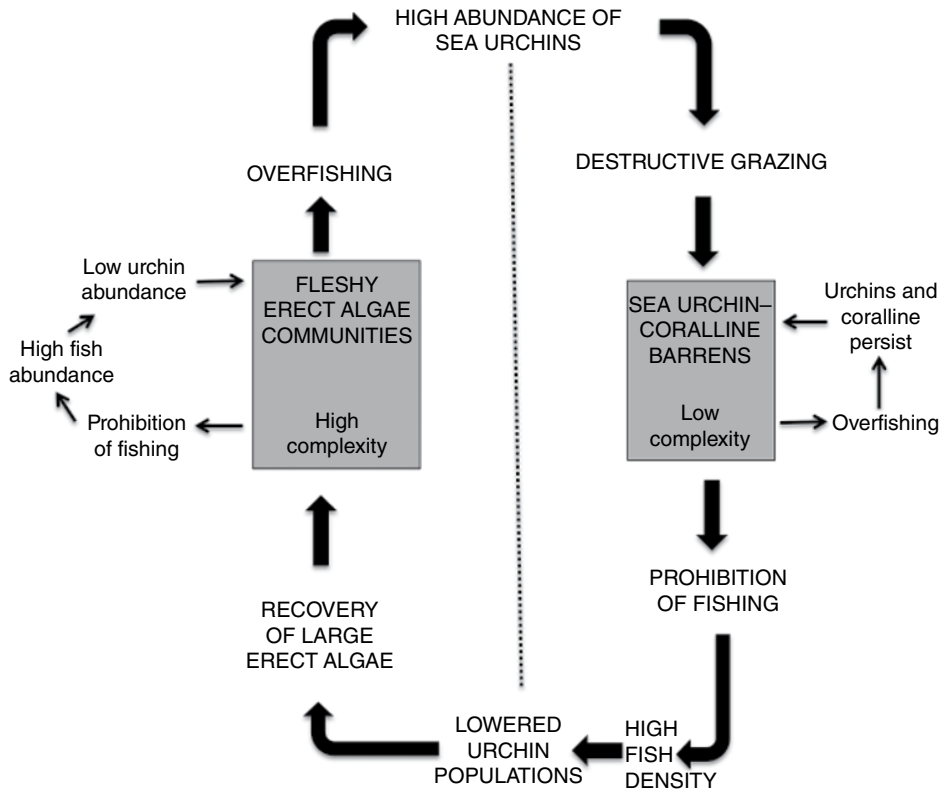 HIGH ABUNDANCE OF
SEA URCHINS
OVERFISHING
DESTRUCTIVE GRAZING
Low urchin
abundance
High fish
abundance
Prohibition
of fishing
FLESHY
ERECT ALGAE
COMMUNITIES
High
complexity
SEA URCHIN–
CORALLINE
BARRENS
Low
complexity
Urchins and
coralline
persist
Overfishing
PROHIBITION
OF FISHING
RECOVERY
OF LARGE
ERECT ALGAE
LOWERED
URCHIN
POPULATIONS
HIGH
FISH
DENSITY